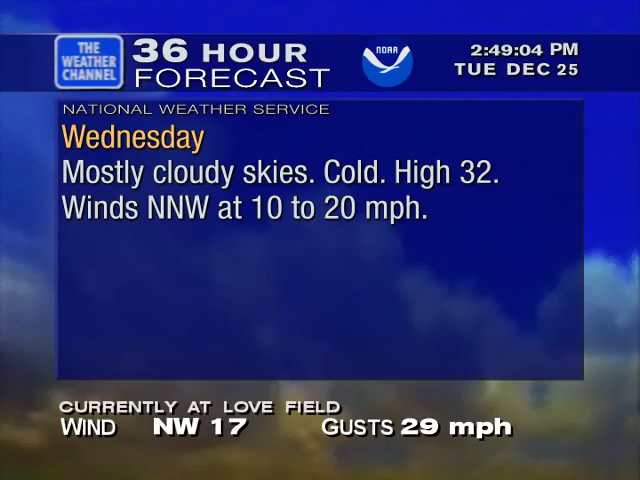 THE
WEATHER
CHANNEL
36 HOUR
FORECAST
NOAA
2:49:04 PM
TUE DEC 25
NATIONAL WEATHER SERVICE
Wednesday
Mostly cloudy skies. Cold. High 32.
Winds NNW at 10 to 20 mph.
CURRENTLY AT LOVE FIELD
WIND NW 17 GUSTS 29 mph